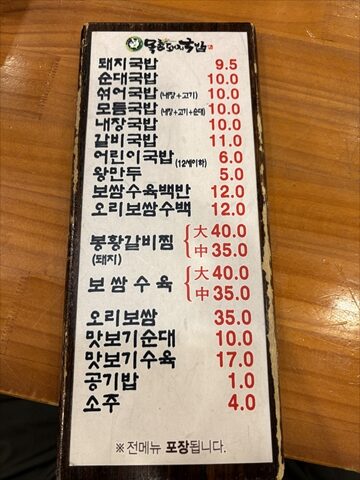 돼지국밥 9.5
순대국밥 10.0
섞어국밥 (내장+고기) 10.0
모듬국밥 (내장+고기+순대) 10.0
내장국밥 10.0
갈비국밥 11.0
어린이국밥 (12세이하) 6.0
왕만두 5.0
보쌈수육백반 12.0
오리보쌈수백 12.0
봉황갈비찜 (돼지) 大 40.0
中 35.0
보쌈수육 大 40.0
中 35.0
오리보쌈 35.0
맛보기순대 10.0
맛보기수육 17.0
공기밥 1.0
소주 4.0
※전메뉴 포장됩니다.